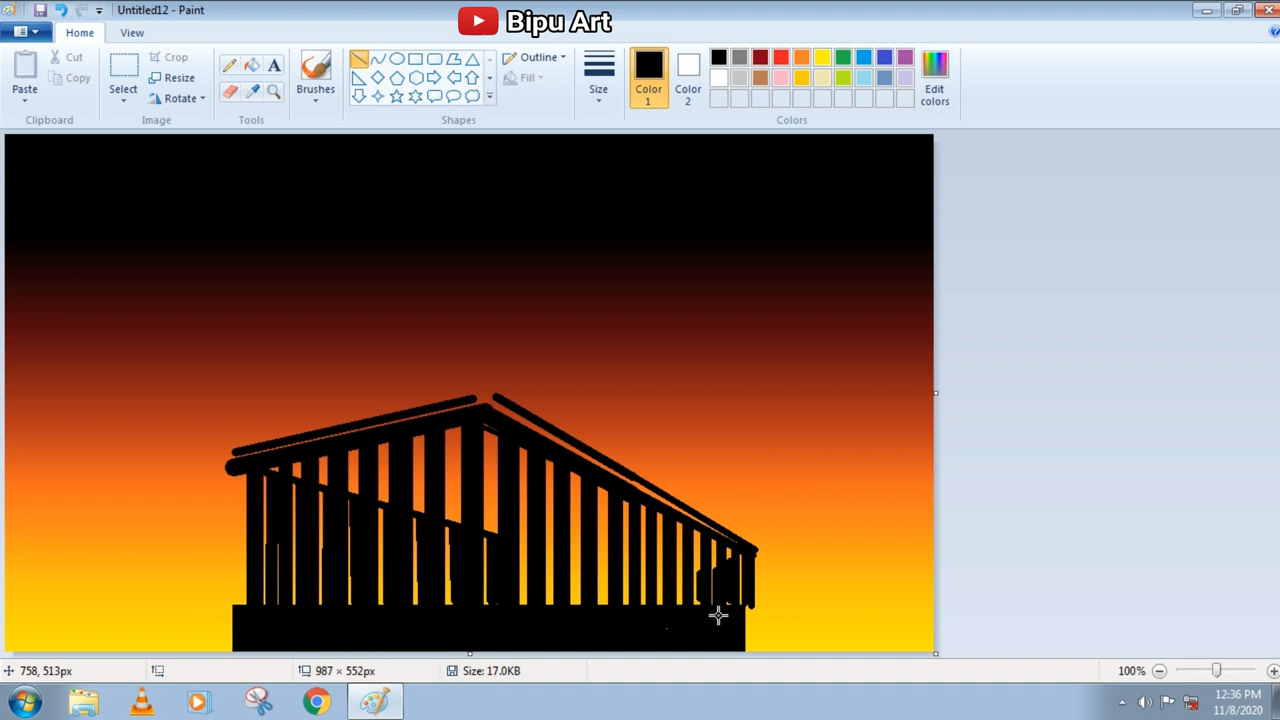 Untitled12 - Paint
Bipu Art
Home
View
Paste
Cut
Copy
Clipboard
Select
Crop
Resize
Rotate
Image
Tools
Brushes
Outline
Fill
Shapes
Size
Color 1
Color 2
Colors
Edit colors
758, 513px
987 × 552px
Size: 17.0KB
100%
12:36 PM
11/8/2020